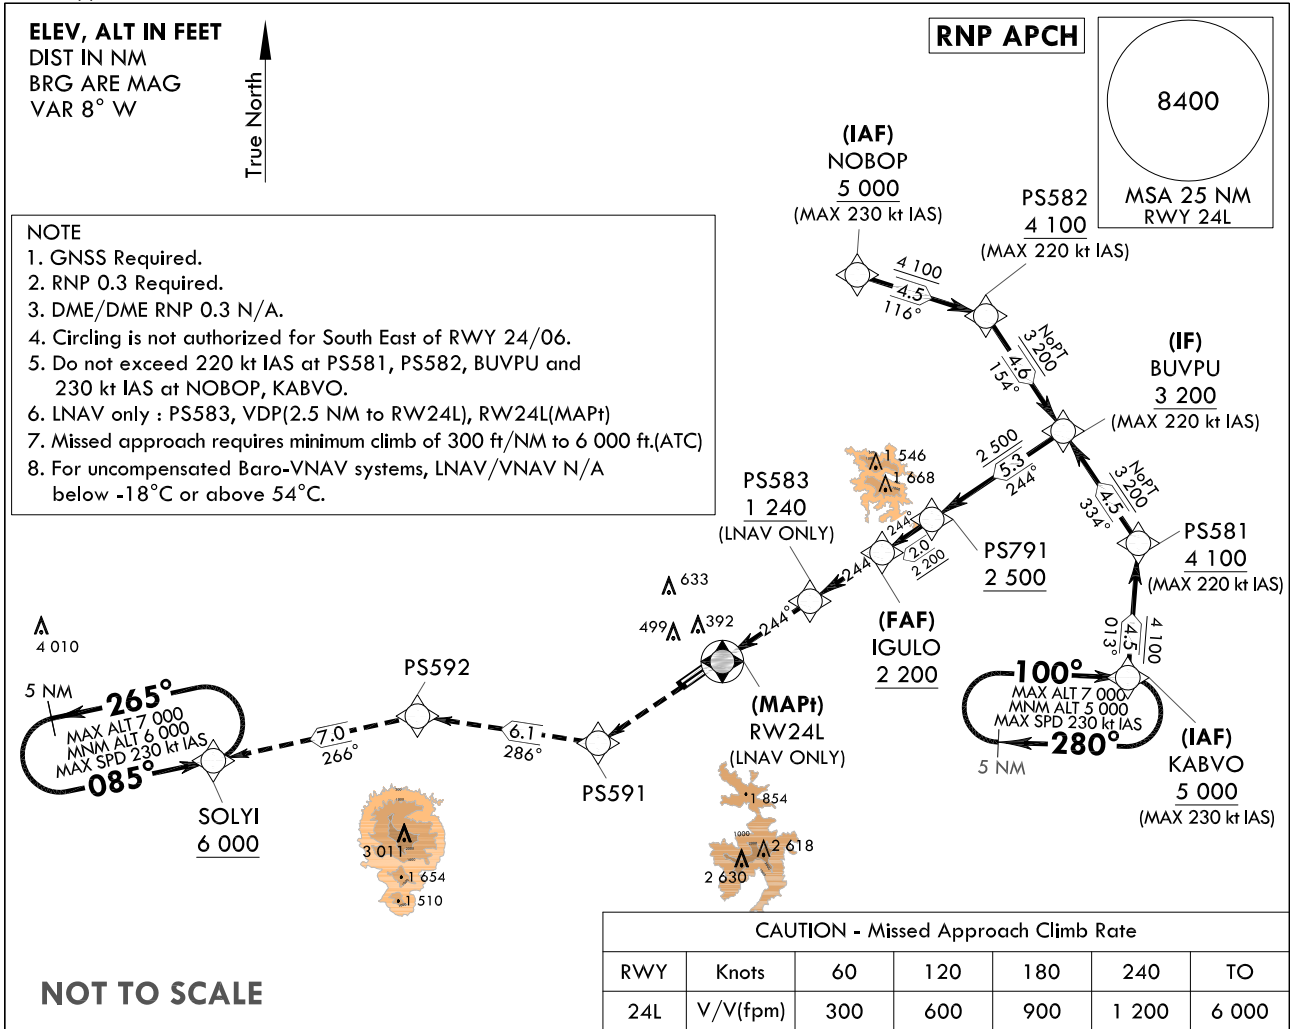 ELEV, ALT IN FEET
DIST IN NM
BRG ARE MAG
VAR 8° W
True North
RNP APCH
8400
MSA 25 NM
RWY 24L
NOTE
1. GNSS Required.
2. RNP 0.3 Required.
3. DME/DME RNP 0.3 N/A.
4. Circling is not authorized for South East of RWY 24/06.
5. Do not exceed 220 kt IAS at PS581, PS582, BUVPU and
230 kt IAS at NOBOP, KABVO.
6. LNAV only : PS583, VDP(2.5 NM to RW24L), RW24L(MAPt)
7. Missed approach requires minimum climb of 300 ft/NM to 6 000 ft.(ATC)
8. For uncompensated Baro-VNAV systems, LNAV/VNAV N/A
below -18°C or above 54°C.
(IAF)
NOBOP
5 000
(MAX 230 kt IAS)
4 100
4.5
116°
PS582
4 100
(MAX 220 kt IAS)
NoPT
3 200
4.6
154°
(IF)
BUVPU
3 200
(MAX 220 kt IAS)
NoPT
3 200
4.5
334°
PS581
4 100
(MAX 220 kt IAS)
4 100
4.5
013°
(IAF)
KABVO
5 000
(MAX 230 kt IAS)
100°
MAX ALT 7 000
MNM ALT 5 000
MAX SPD 230 kt IAS
280°
5 NM
2 500
5.3
244°
PS791
2 500
244°
2.0
2 200
(FAF)
IGULO
2 200
244°
PS583
1 240
(LNAV ONLY)
244°
1 546
1 668
633
499
392
(MAPt)
RW24L
(LNAV ONLY)
PS591
6.1
286°
PS592
7.0
266°
SOLYI
6 000
265°
MAX ALT 7 000
MNM ALT 6 000
MAX SPD 230 kt IAS
085°
5 NM
4 010
3 011
1 654
1 510
1 854
1000
2 618
2 630
CAUTION - Missed Approach Climb Rate
RWY Knots 60 120 180 240 TO
24L V/V(fpm) 300 600 900 1 200 6 000
NOT TO SCALE